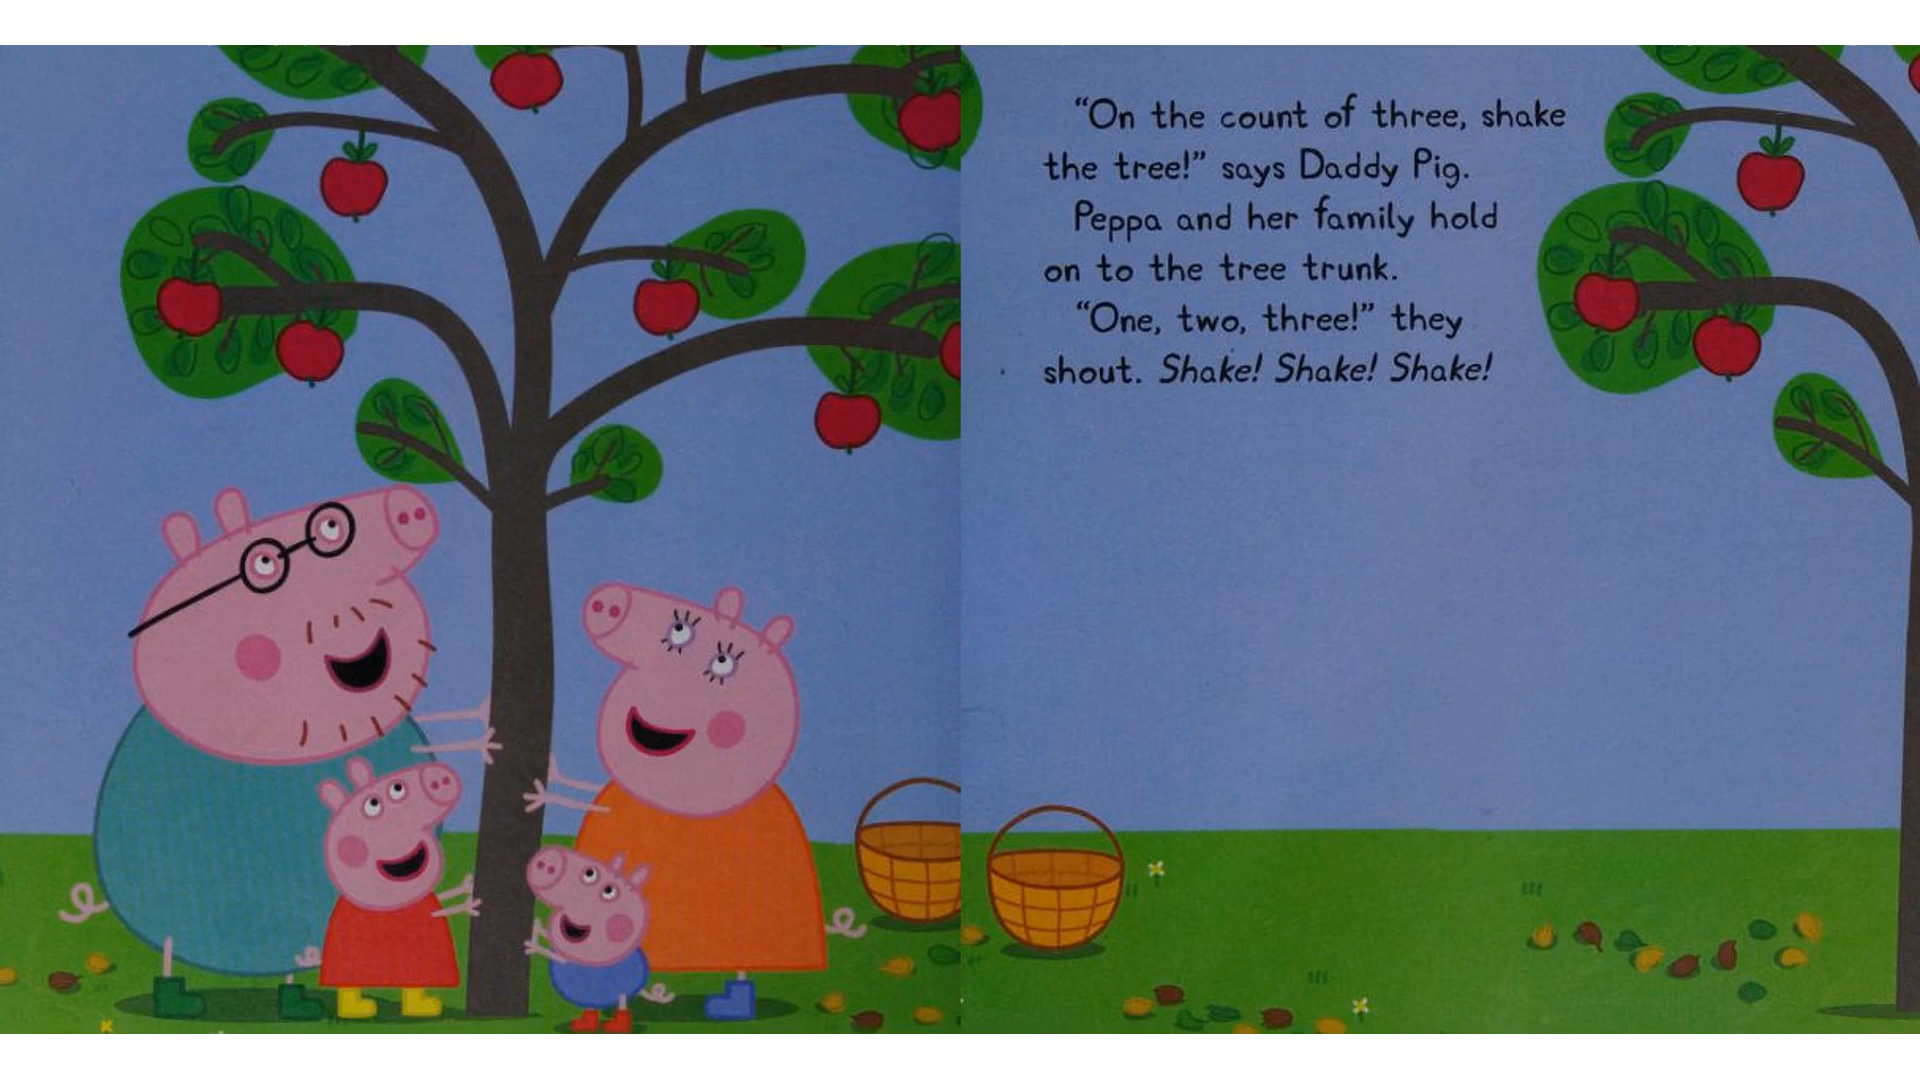 “On the count of three, shake
the tree!” says Daddy Pig.
Peppa and her family hold
on to the tree trunk.
“One, two, three!” they
shout. Shake! Shake! Shake!